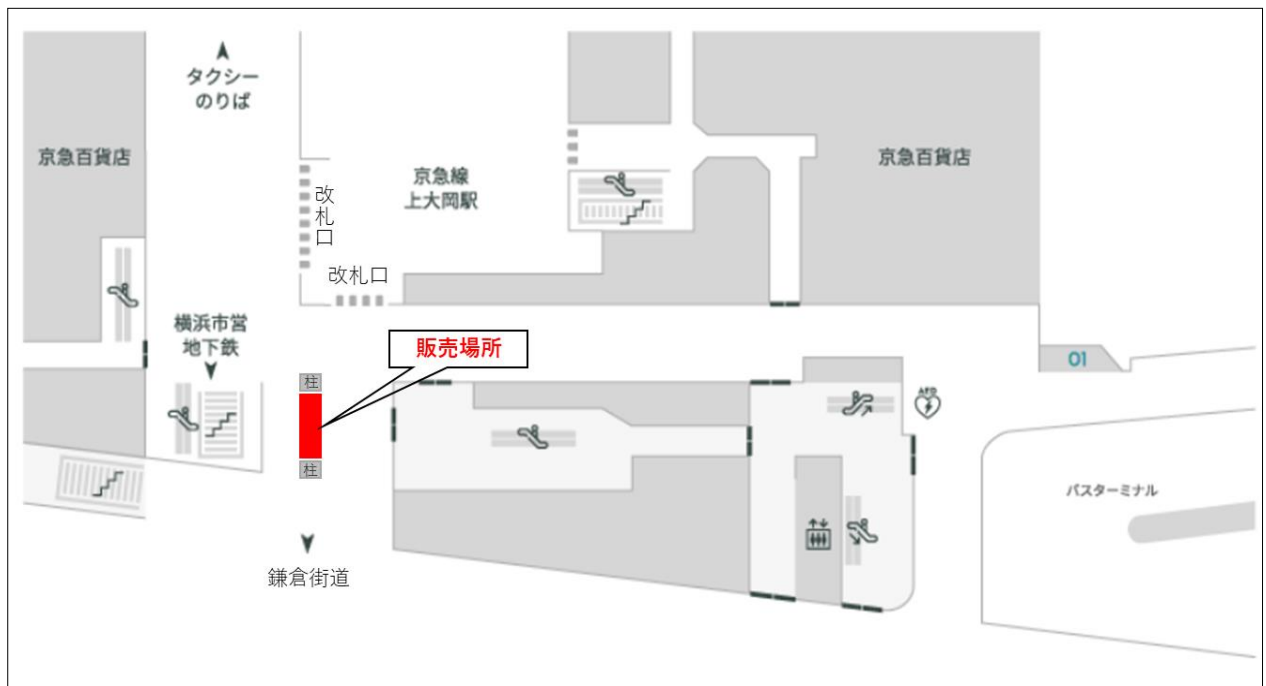 タクシー
のりば
京急百貨店
京急線
上大岡駅
京急百貨店
改札口
改札口
横浜市営
地下鉄
販売場所
01
柱
AED
柱
バスターミナル
鎌倉街道